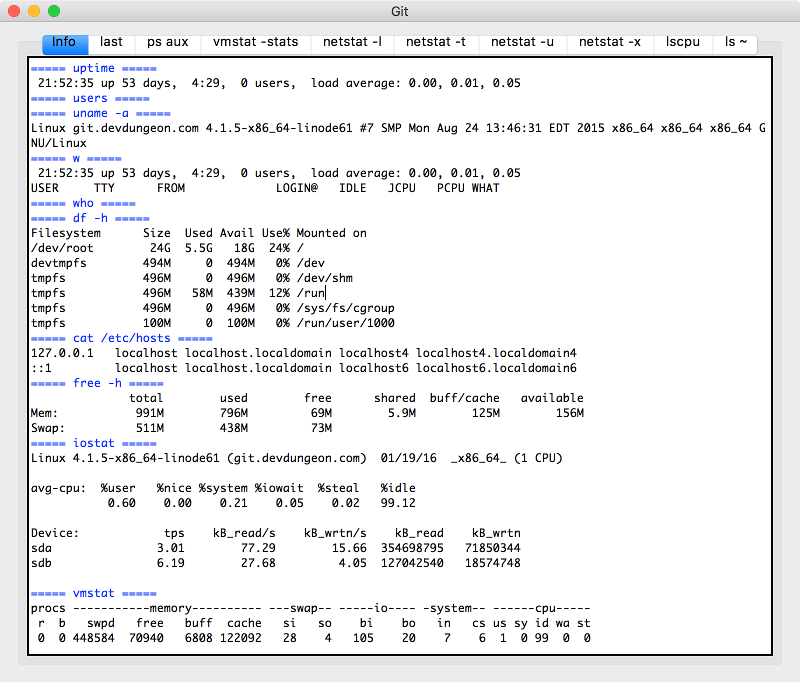 Git
Info last ps aux vmstat -stats netstat -l netstat -t netstat -u netstat -x lscpu ls ~
===== uptime =====
 21:52:35 up 53 days,  4:29,  0 users,  load average: 0.00, 0.01, 0.05
===== users =====
===== uname -a =====
Linux git.devdungeon.com 4.1.5-x86_64-linode61 #7 SMP Mon Aug 24 13:46:31 EDT 2015 x86_64 x86_64 x86_64 G
NU/Linux
===== w =====
 21:52:35 up 53 days,  4:29,  0 users,  load average: 0.00, 0.01, 0.05
USER     TTY      FROM             LOGIN@   IDLE   JCPU   PCPU WHAT
===== who =====
===== df -h =====
Filesystem      Size  Used Avail Use% Mounted on
/dev/root        24G  5.5G   18G  24% /
devtmpfs        494M     0  494M   0% /dev
tmpfs           496M     0  496M   0% /dev/shm
tmpfs           496M   58M  439M  12% /run
tmpfs           496M     0  496M   0% /sys/fs/cgroup
tmpfs           100M     0  100M   0% /run/user/1000
===== cat /etc/hosts =====
127.0.0.1   localhost localhost.localdomain localhost4 localhost4.localdomain4
::1         localhost localhost.localdomain localhost6 localhost6.localdomain6
===== free -h =====
              total        used        free      shared  buff/cache   available
Mem:           991M        796M         69M        5.9M        125M        156M
Swap:          511M        438M         73M
===== iostat =====
Linux 4.1.5-x86_64-linode61 (git.devdungeon.com)  01/19/16  _x86_64_ (1 CPU)
avg-cpu:  %user   %nice %system %iowait  %steal   %idle
           0.60    0.00    0.21    0.05    0.02   99.12
Device:            tps    kB_read/s    kB_wrtn/s    kB_read    kB_wrtn
sda               3.01        77.29        15.66  354698795   71850344
sdb               6.19        27.68         4.05  127042540   18574748
===== vmstat =====
procs -----------memory---------- ---swap-- -----io---- -system-- ------cpu-----
 r  b   swpd   free   buff  cache   si   so    bi    bo   in   cs us sy id wa st
 0  0 448584  70940   6808 122092   28    4   105    20    7    6  1  0 99  0  0